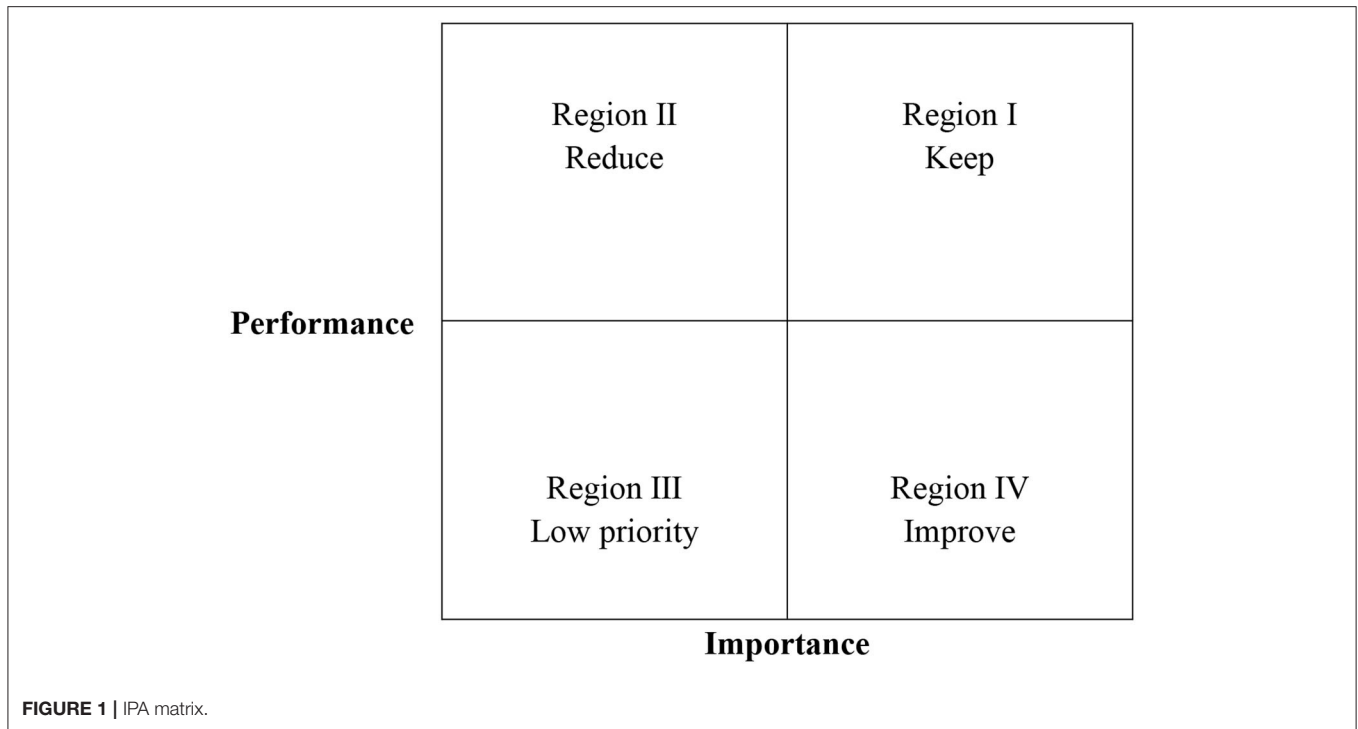 Region II
Reduce
Region I
Keep
Performance
Region III
Low priority
Region IV
Improve
Importance
FIGURE 1 | IPA matrix.